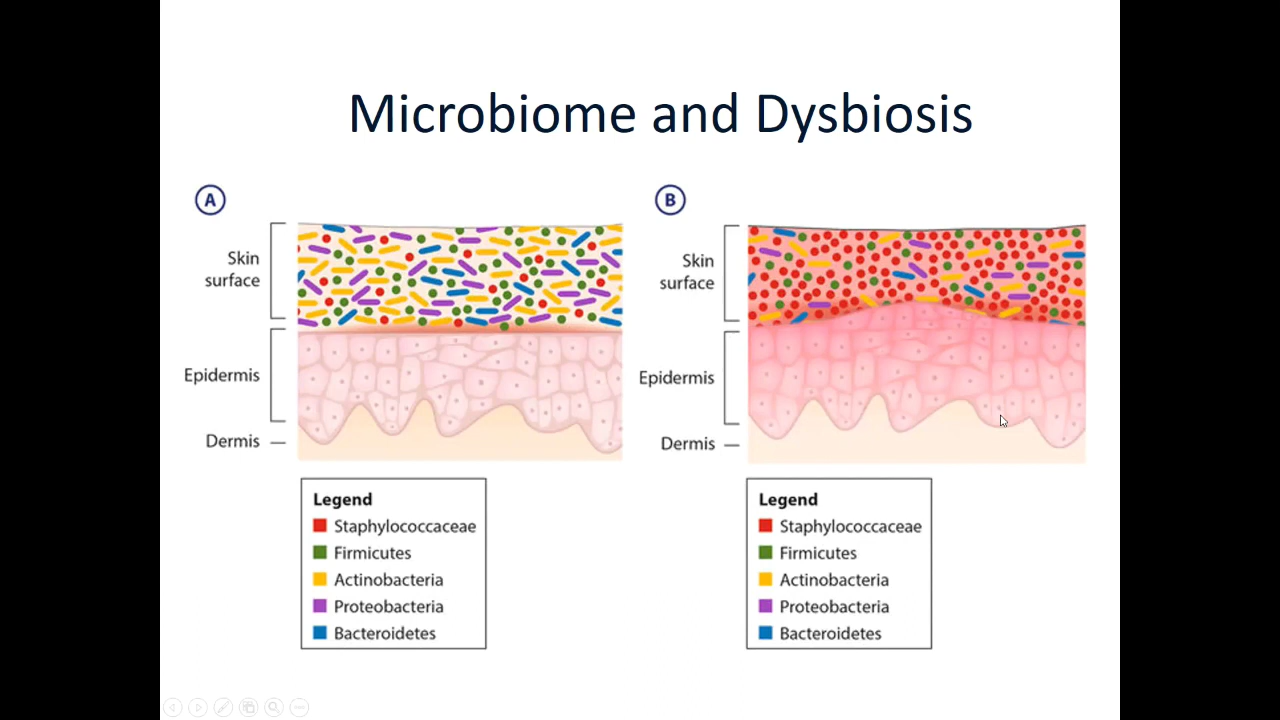 Microbiome and Dysbiosis
A
Skin
surface
Epidermis
Dermis
Legend
Staphylococcaceae
Firmicutes
Actinobacteria
Proteobacteria
Bacteroidetes
B
Skin
surface
Epidermis
Dermis
Legend
Staphylococcaceae
Firmicutes
Actinobacteria
Proteobacteria
Bacteroidetes